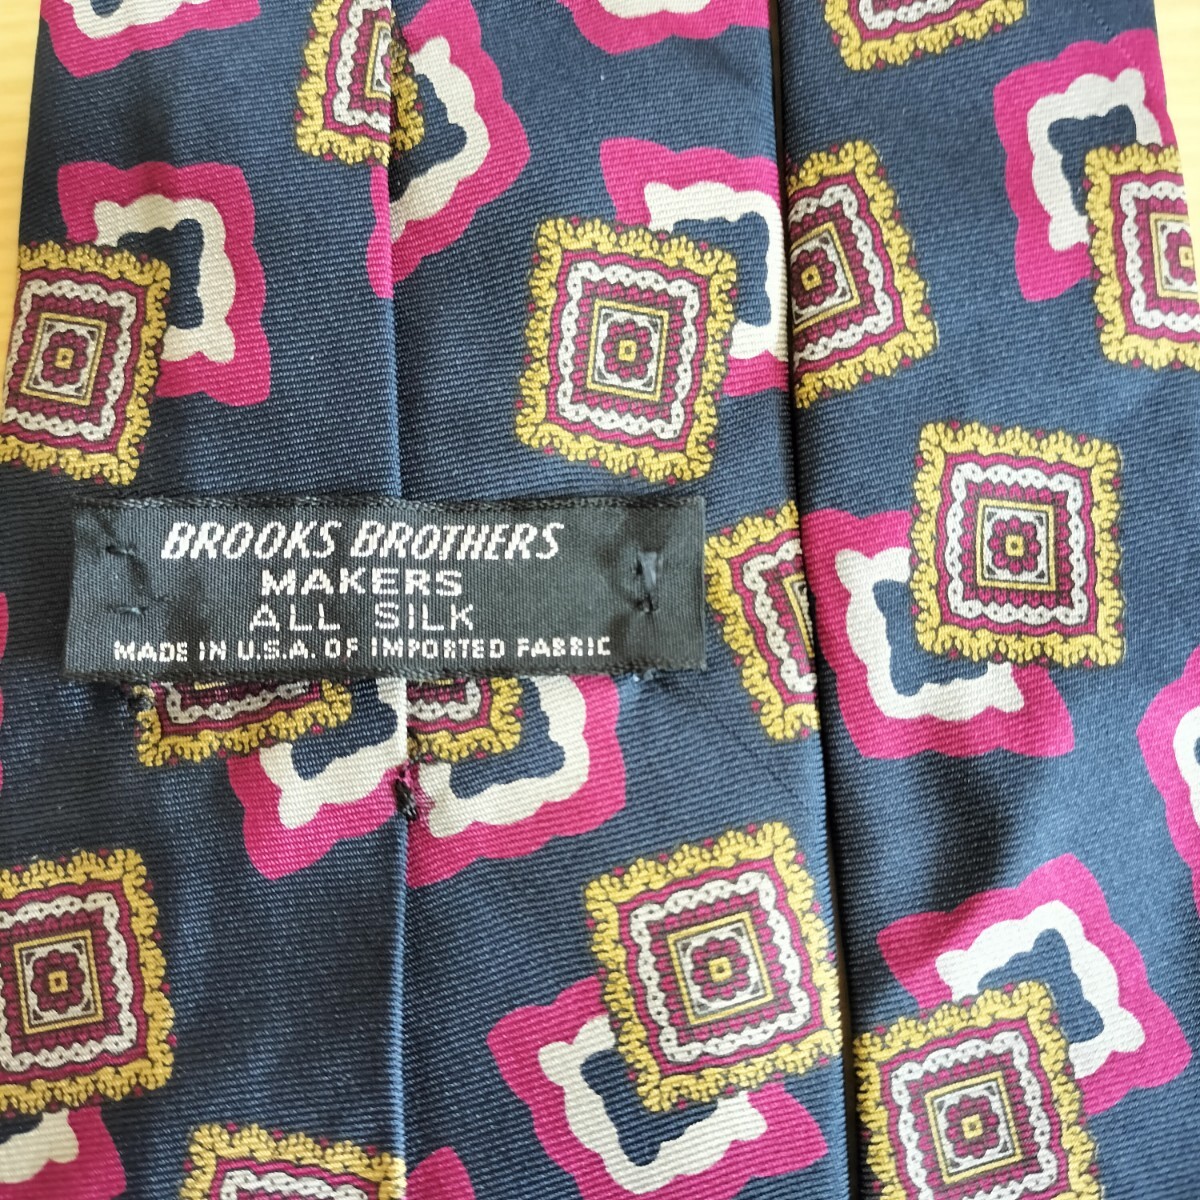 BROOKS BROTHERS
MAKERS
ALL SILK
MADE IN U.S.A. OF IMPORTED FABRIC